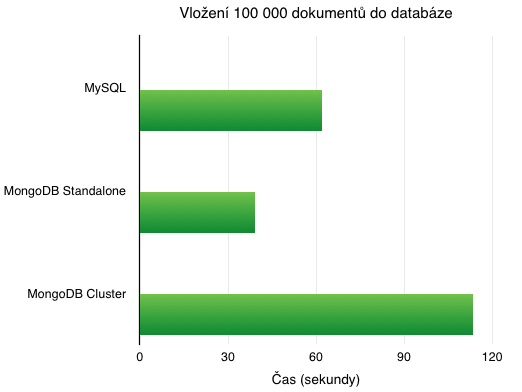 Vložení 100 000 dokumentů do databáze
MySQL
MongoDB Standalone
MongoDB Cluster
0 30 60 90 120
Čas (sekundy)